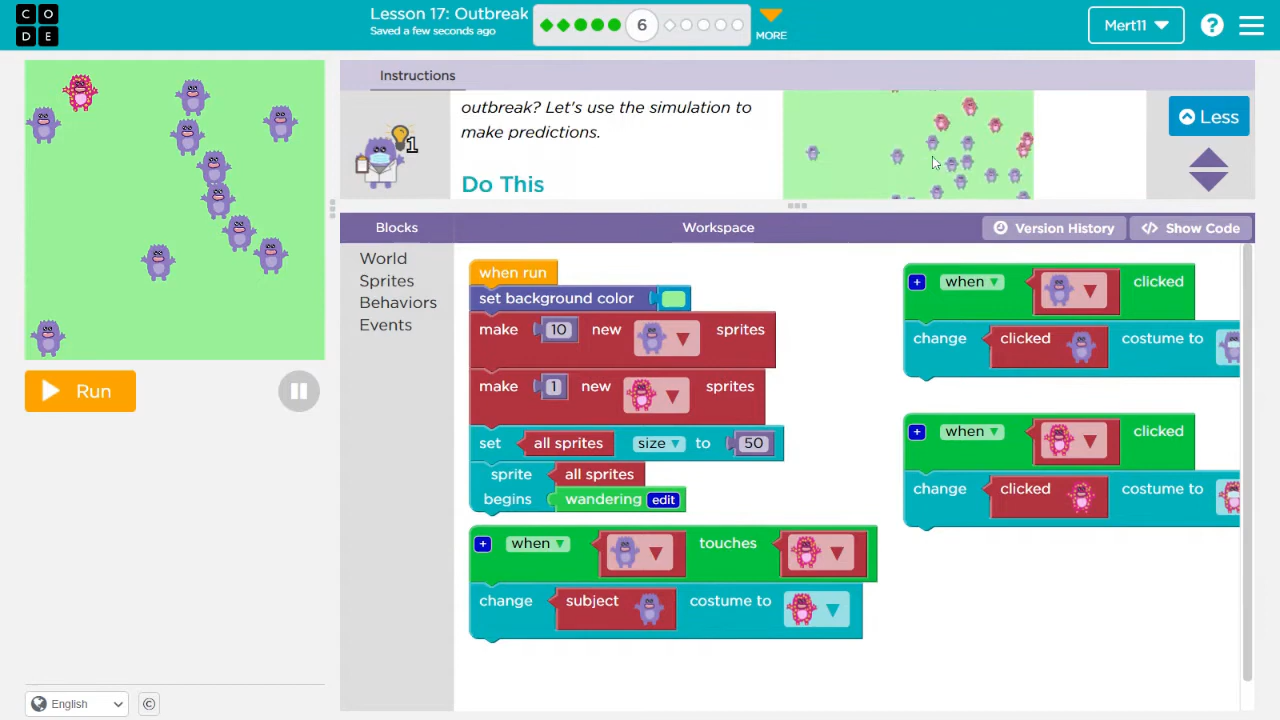 CODE
Lesson 17: Outbreak
Saved a few seconds ago
6
MORE
Mert11
?
Instructions
outbreak? Let's use the simulation to
make predictions.
Do This
1
Less
Blocks
Workspace
Version History
</> Show Code
World
Sprites
Behaviors
Events
when run
set background color
make 10 new sprites
make 1 new sprites
set all sprites size to 50
sprite all sprites
begins wandering edit
when touches
change subject costume to
when clicked
change clicked costume to
when clicked
change clicked costume to
Run
English
©